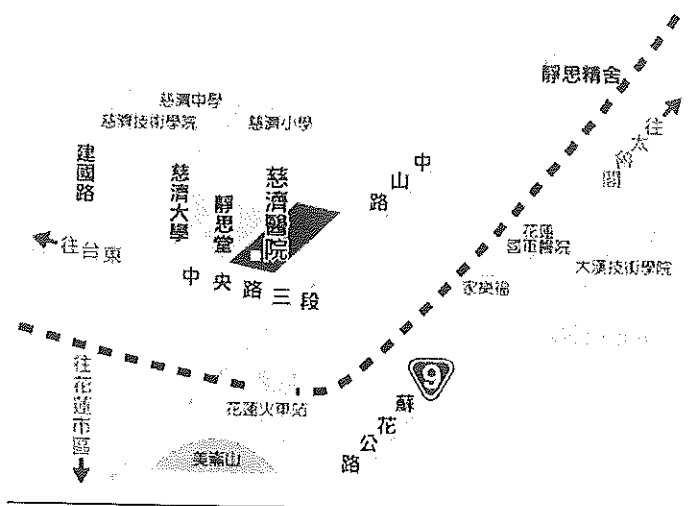 靜思精舍
慈濟中學
慈濟技術學院
慈濟小學
往太魯閣
中山路
建國路
慈濟大學
靜思堂
慈濟醫院
花蓮國軍醫院
往台東
大漢技術學院
中央路三段
家樂福
9
往花蓮市區
花蓮火車站
蘇花公路
美崙山